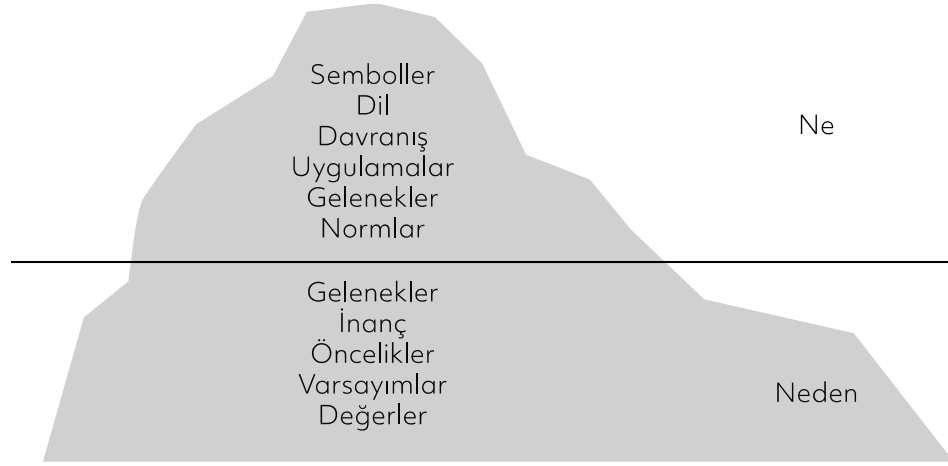 Semboller
Dil
Davranış
Uygulamalar
Gelenekler
Normlar
Ne
Gelenekler
İnanç
Öncelikler
Varsayımlar
Değerler
Neden